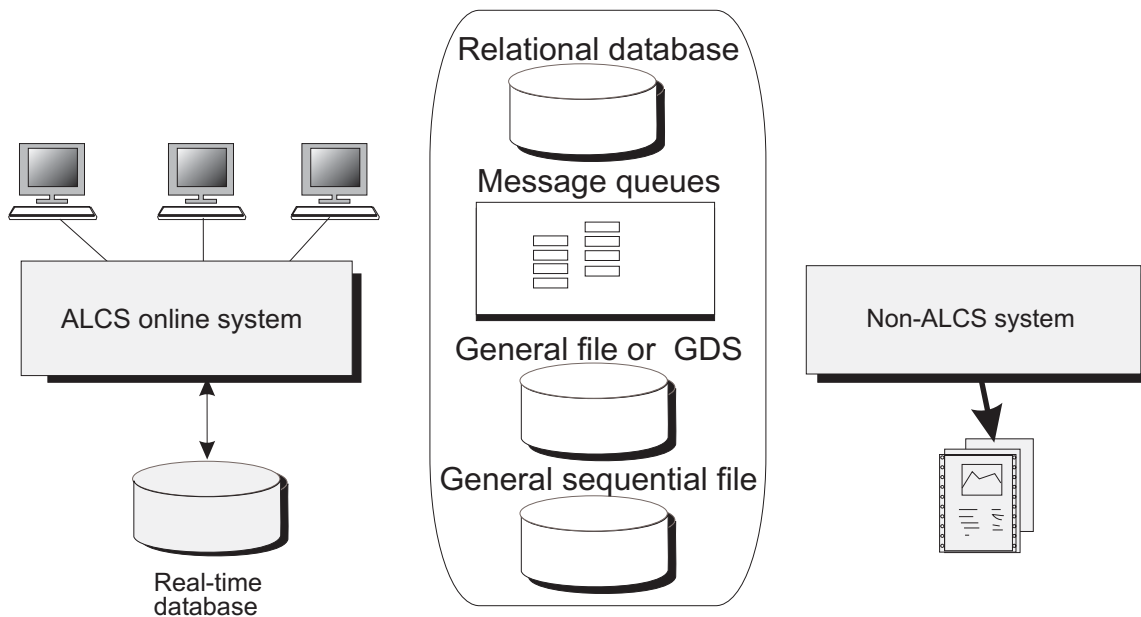 Relational database
Message queues
ALCS online system
General file or GDS
Non-ALCS system
General sequential file
Real-time
database